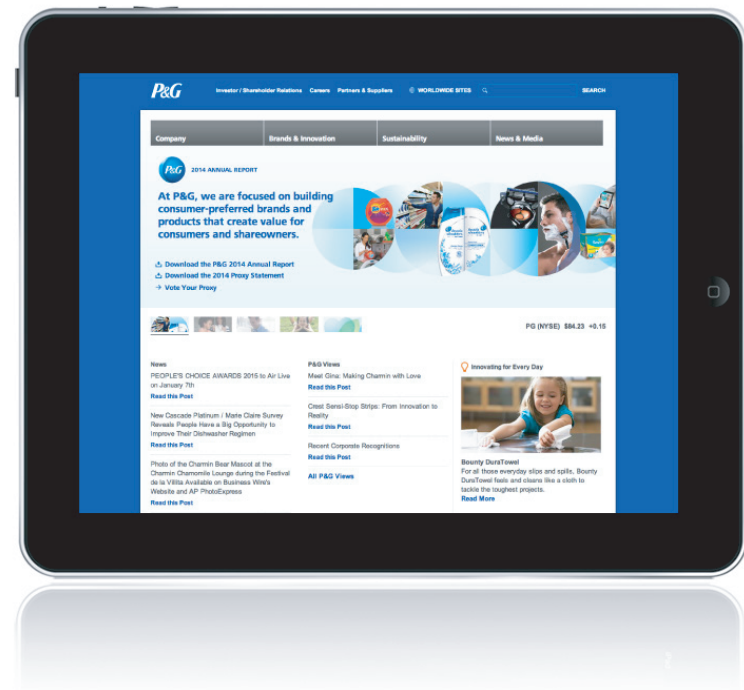 P&G
Investor / Shareholder Relations Careers Partners & Suppliers WORLDWIDE SITES SEARCH
Company Brands & Innovation Sustainability News & Media
P&G 2014 ANNUAL REPORT
At P&G, we are focused on building
consumer-preferred brands and
products that create value for
consumers and shareowners.
Download the P&G 2014 Annual Report
Download the 2014 Proxy Statement
→ Vote Your Proxy
PG (NYSE) $84.23 +0.15
News
PEOPLE'S CHOICE AWARDS 2015 to Air Live
on January 7th
Read this Post
New Cascade Platinum / Marie Claire Survey
Reveals People Have a Big Opportunity to
Improve Their Dishwasher Regimen
Read this Post
Photo of the Charmin Bear Mascot at the
Charmin Chamomile Lounge during the Festival
de la Villita Available on Business Wire's
Website and AP PhotoExpress
Read this Post
P&G Views
Meet Gina: Making Charmin with Love
Read this Post
Crest Sensi-Stop Strips: From Innovation to
Reality
Read this Post
Recent Corporate Recognitions
Read this Post
All P&G Views
Innovating for Every Day
Bounty DuraTowel
For all those everyday slips and spills, Bounty
DuraTowel feels and cleans like a cloth to
tackle the toughest projects.
Read More